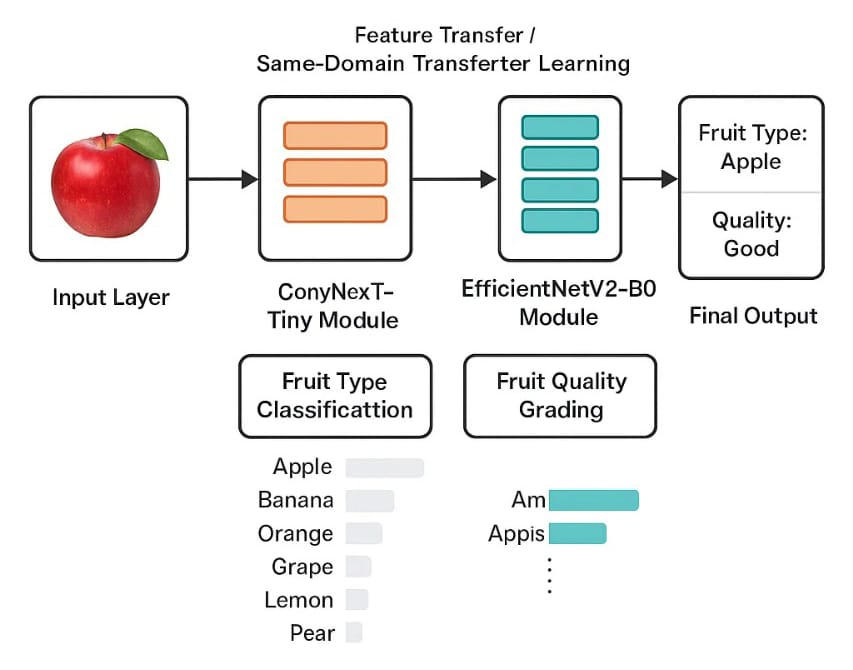 Feature Transfer /
Same-Domain Transferter Learning
Fruit Type:
Apple
Quality:
Good
Input Layer
ConyNexT-
Tiny Module
EfficientNetV2-B0
Module
Final Output
Fruit Type
Classificattion
Fruit Quality
Grading
Apple
Banana
Orange
Grape
Lemon
Pear
Am
Appis